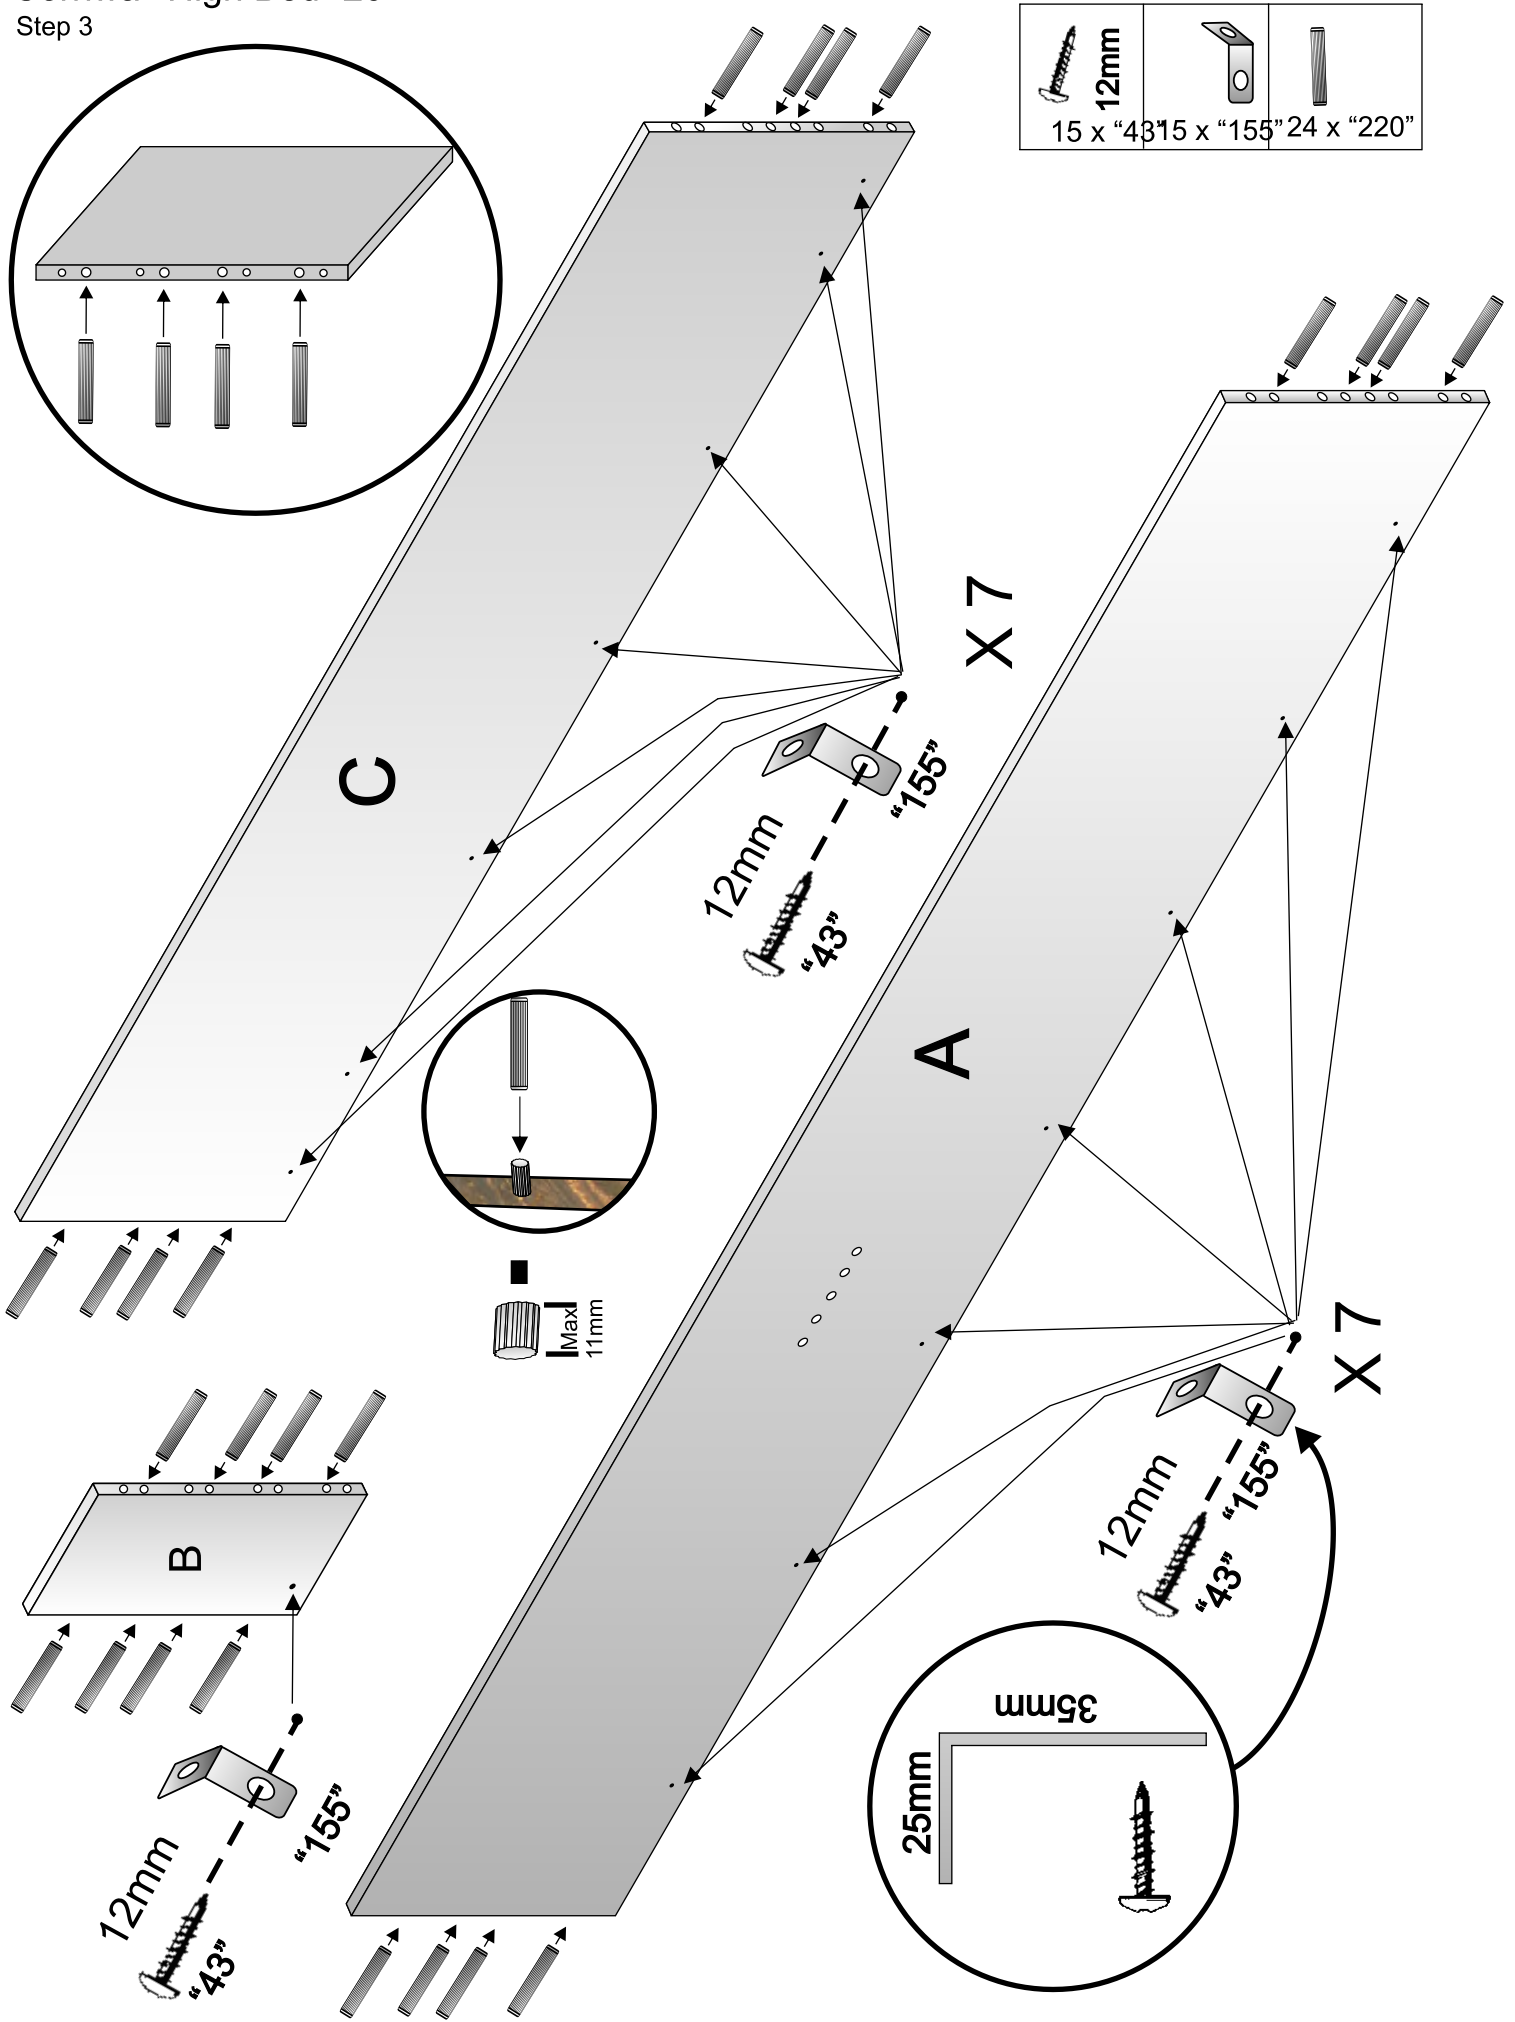 Step 3
12mm
15 x “43”
15 x “155”
24 x “220”
C
X 7
12mm
“155”
“43”
A
Max
11mm
X 7
12mm
“155”
“43”
B
12mm
“155”
“43”
35mm
25mm